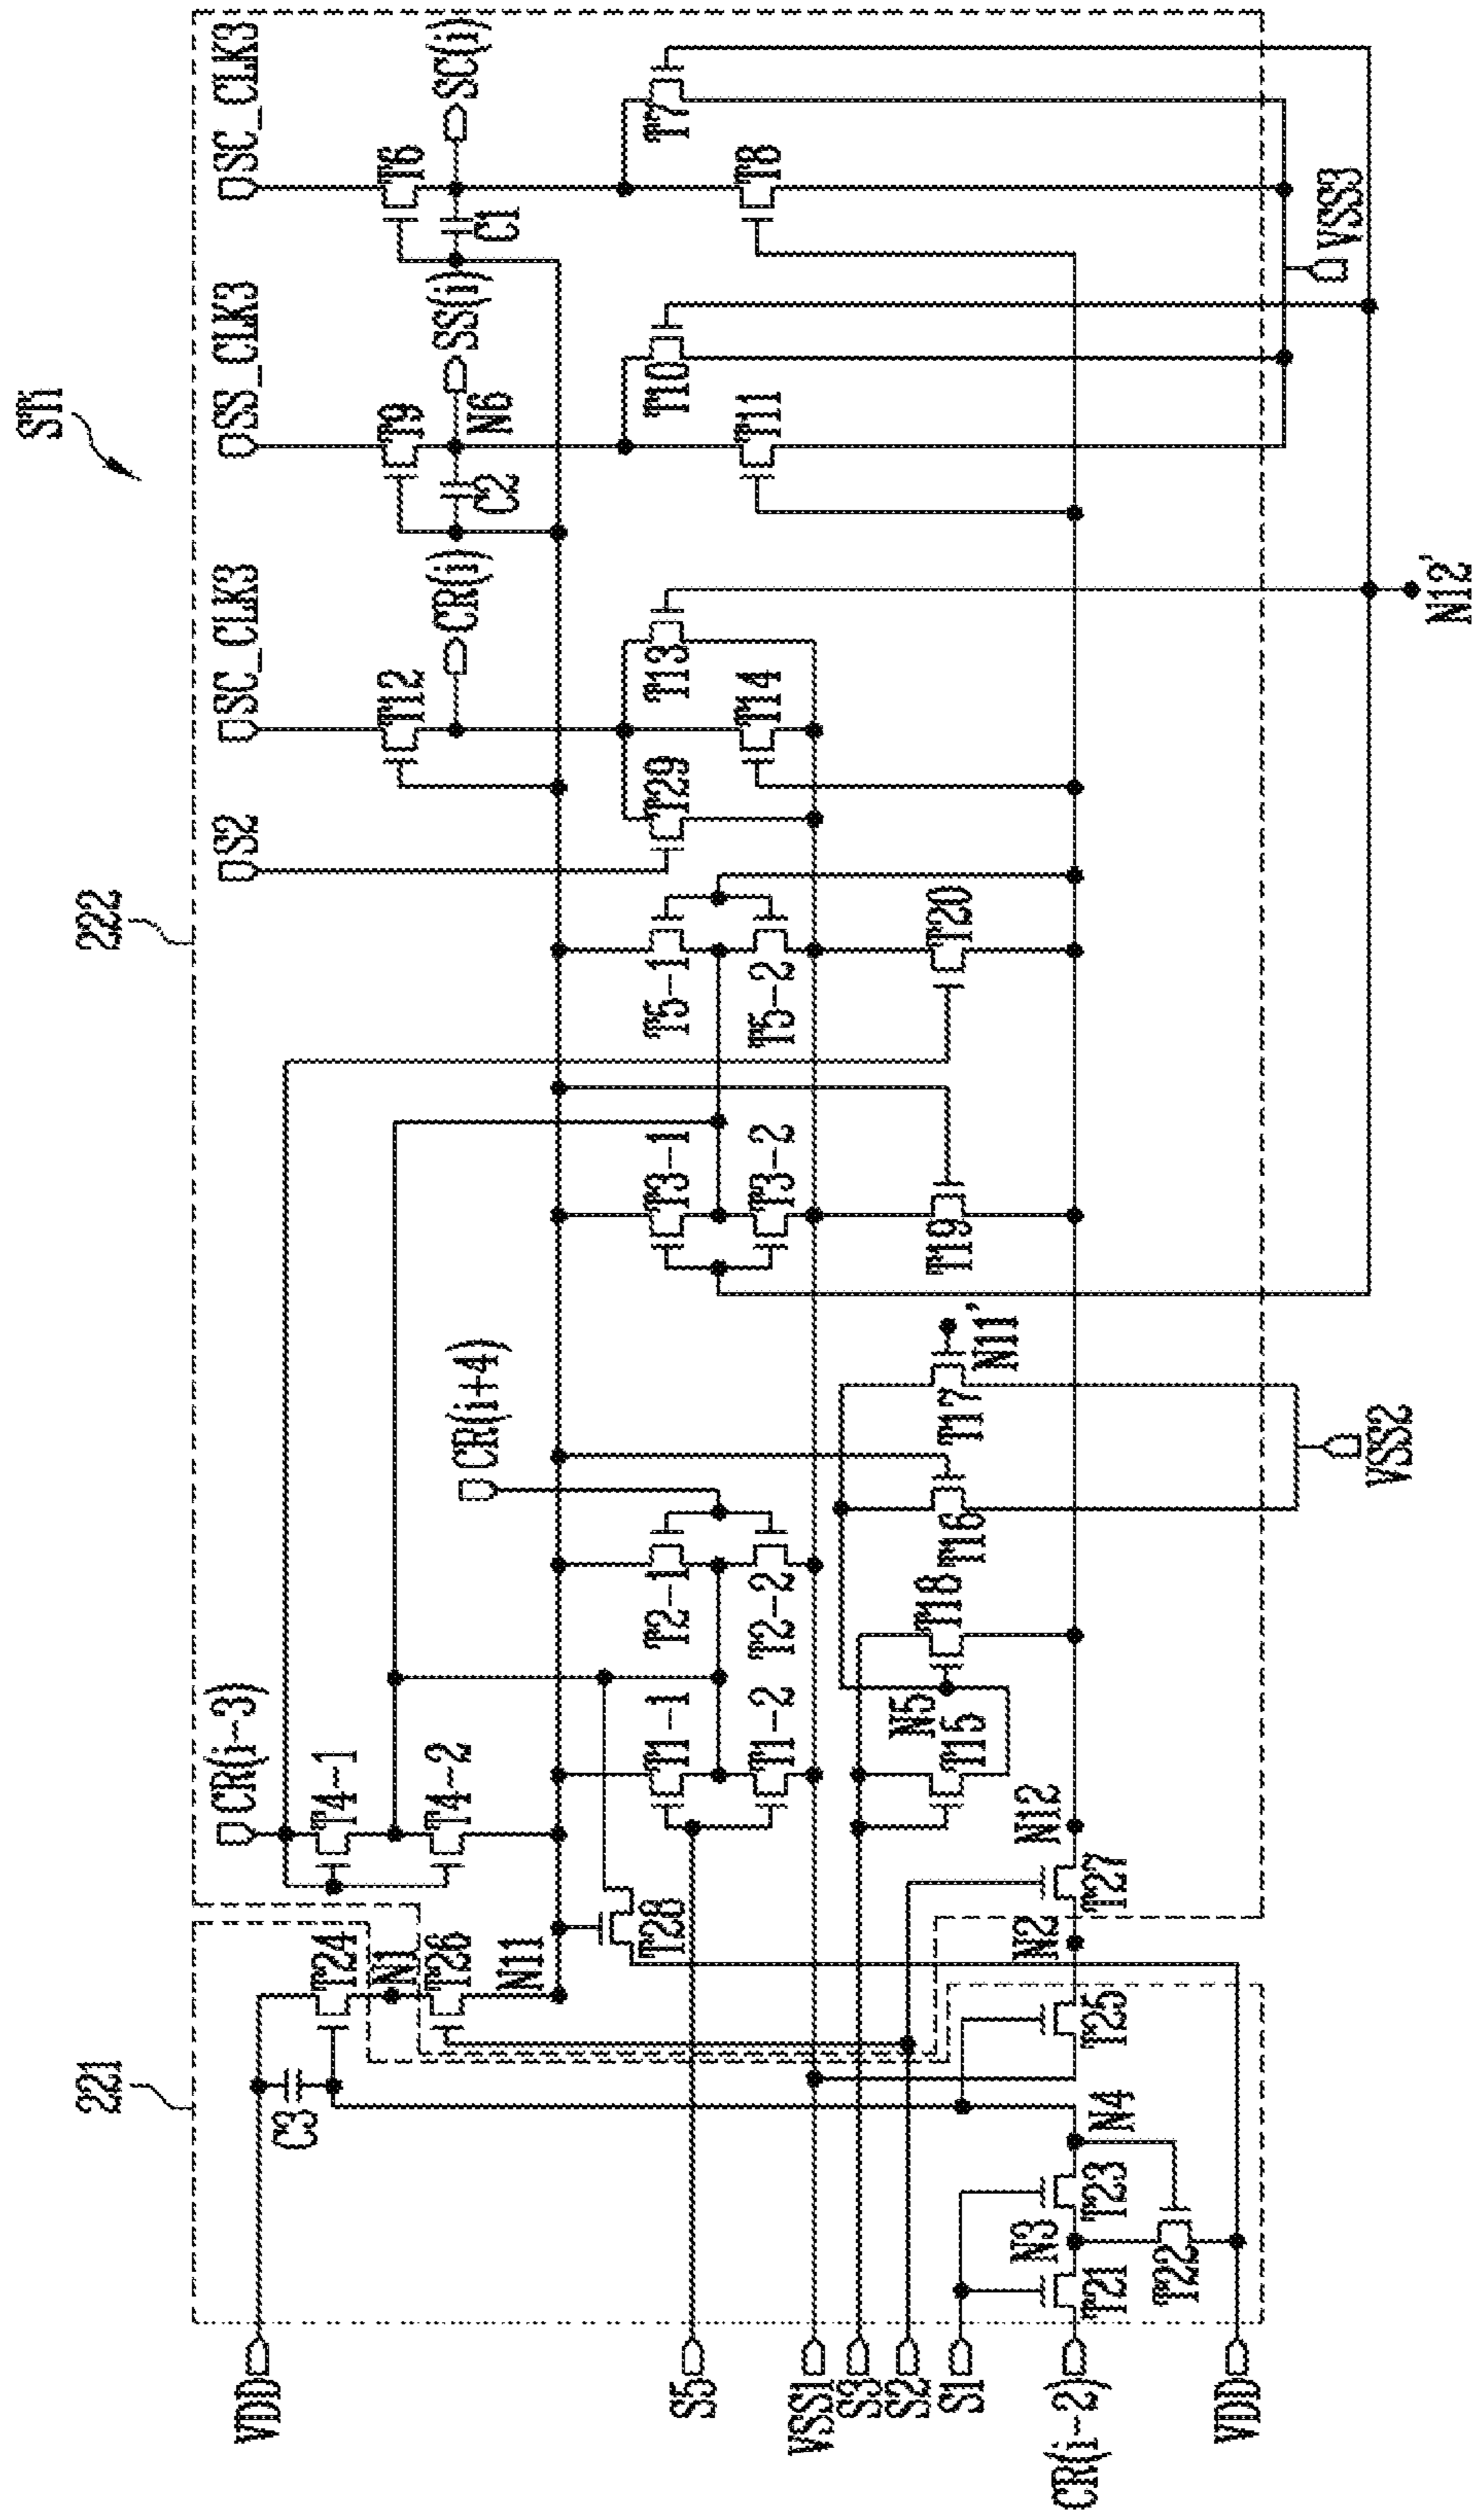 STi
222
221
SC_CLK3
SS_CLK3
SC_CLK3
S2
CR(i-3)
T6
SC(i)
C1
T9
SS(i)
N6
C2
T12
CR(i)
T7
T8
T10
T11
T13
T14
T29
T5-1
T5-2
T20
T3-1
T3-2
T19
CR(i+4)
T2-1
T2-2
T1-1
T1-2
T4-1
T4-2
T17
N11'
T16
T18
N5
T15
N12
T27
N2
T28
N11
T24
N1
T26
T25
C3
N4
T23
N3
T21
T22
VSS3
N12'
VSS2
VDD
S5
VSS1
S3
S2
S1
CR(i-2)
VDD